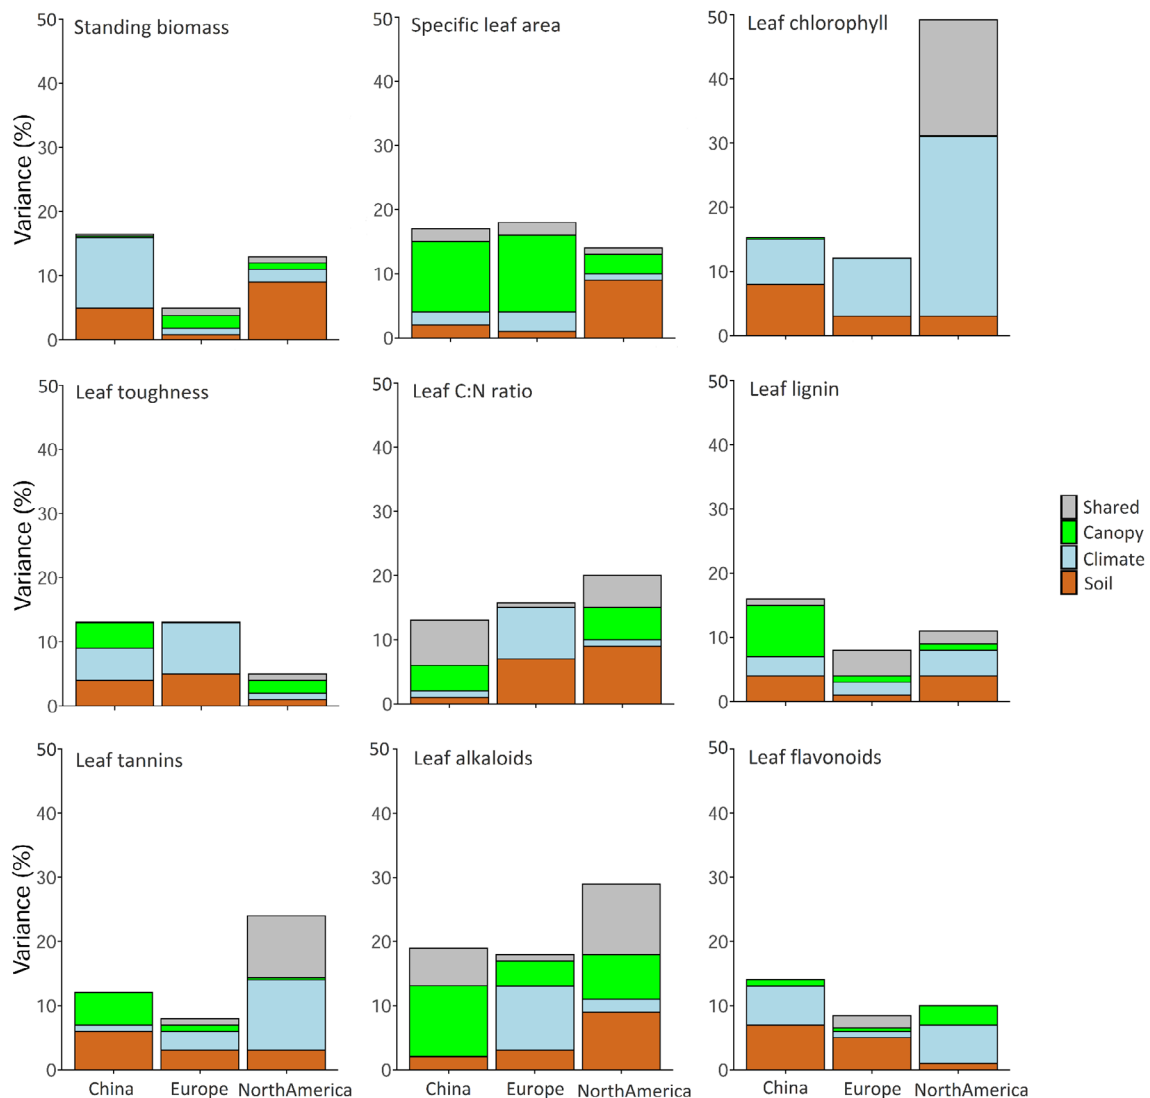 Standing biomass
Specific leaf area
Leaf chlorophyll
Variance (%)
50
40
30
20
10
0
50
40
30
20
10
0
50
40
30
20
10
0
Leaf toughness
Leaf C:N ratio
Leaf lignin
Variance (%)
50
40
30
20
10
0
50
40
30
20
10
0
50
40
30
20
10
0
Shared
Canopy
Climate
Soil
Leaf tannins
Leaf alkaloids
Leaf flavonoids
Variance (%)
50
40
30
20
10
0
50
40
30
20
10
0
50
40
30
20
10
0
China Europe NorthAmerica
China Europe NorthAmerica
China Europe NorthAmerica